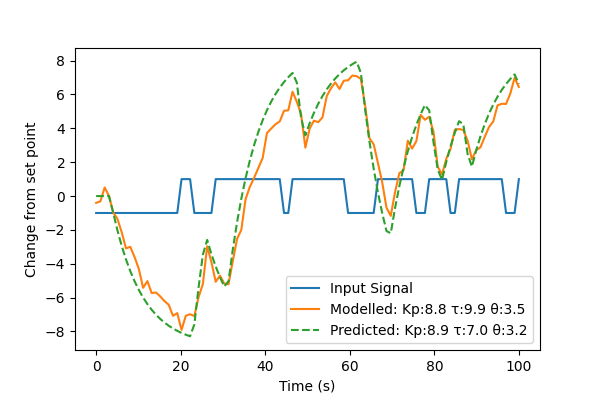 8
6
4
2
0
−2
−4
−6
−8
Change from set point
Input Signal
Modelled: Kp:8.8 τ:9.9 θ:3.5
Predicted: Kp:8.9 τ:7.0 θ:3.2
0 20 40 60 80 100
Time (s)